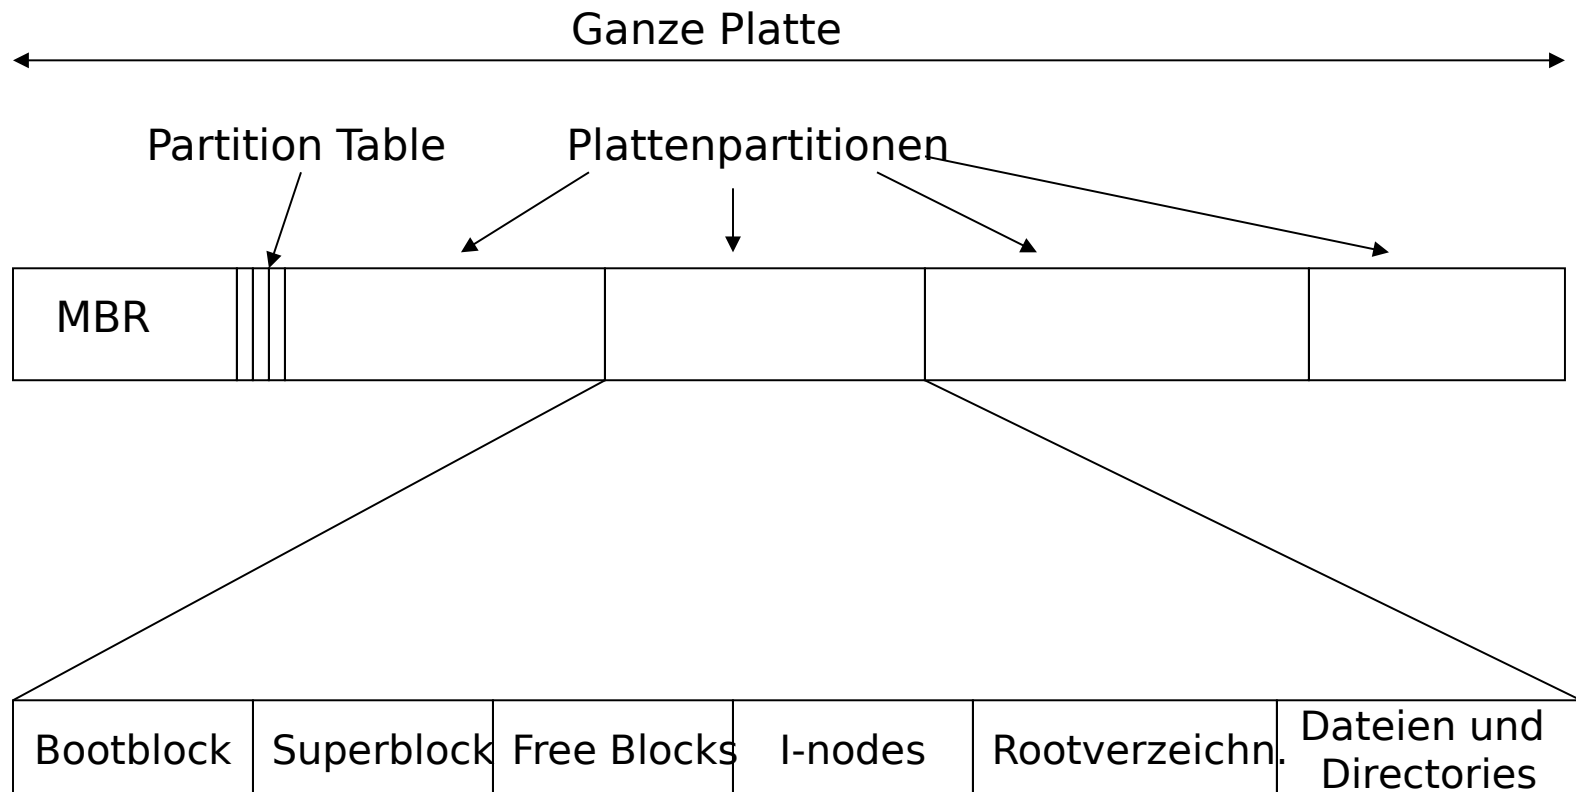 Ganze Platte
Partition Table
Plattenpartitionen
MBR
Bootblock
Superblock
Free Blocks
I-nodes
Rootverzeichn.
Dateien und
Directories